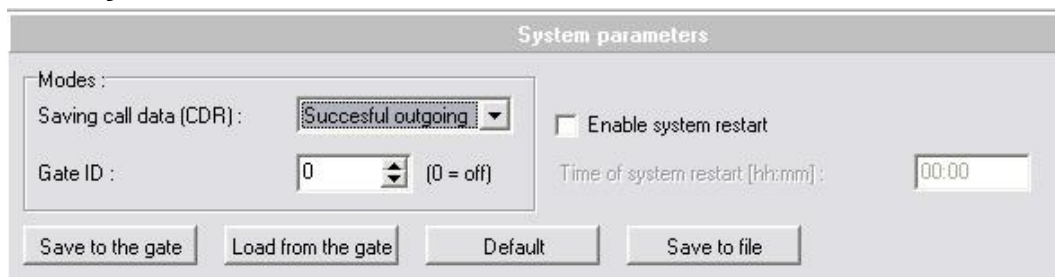 System parameters
Modes :
Saving call data (CDR) :
Succesful outgoing
Enable system restart
Gate ID :
0
(0 = off)
Time of system restart [hh:mm] :
00:00
Save to the gate
Load from the gate
Default
Save to file